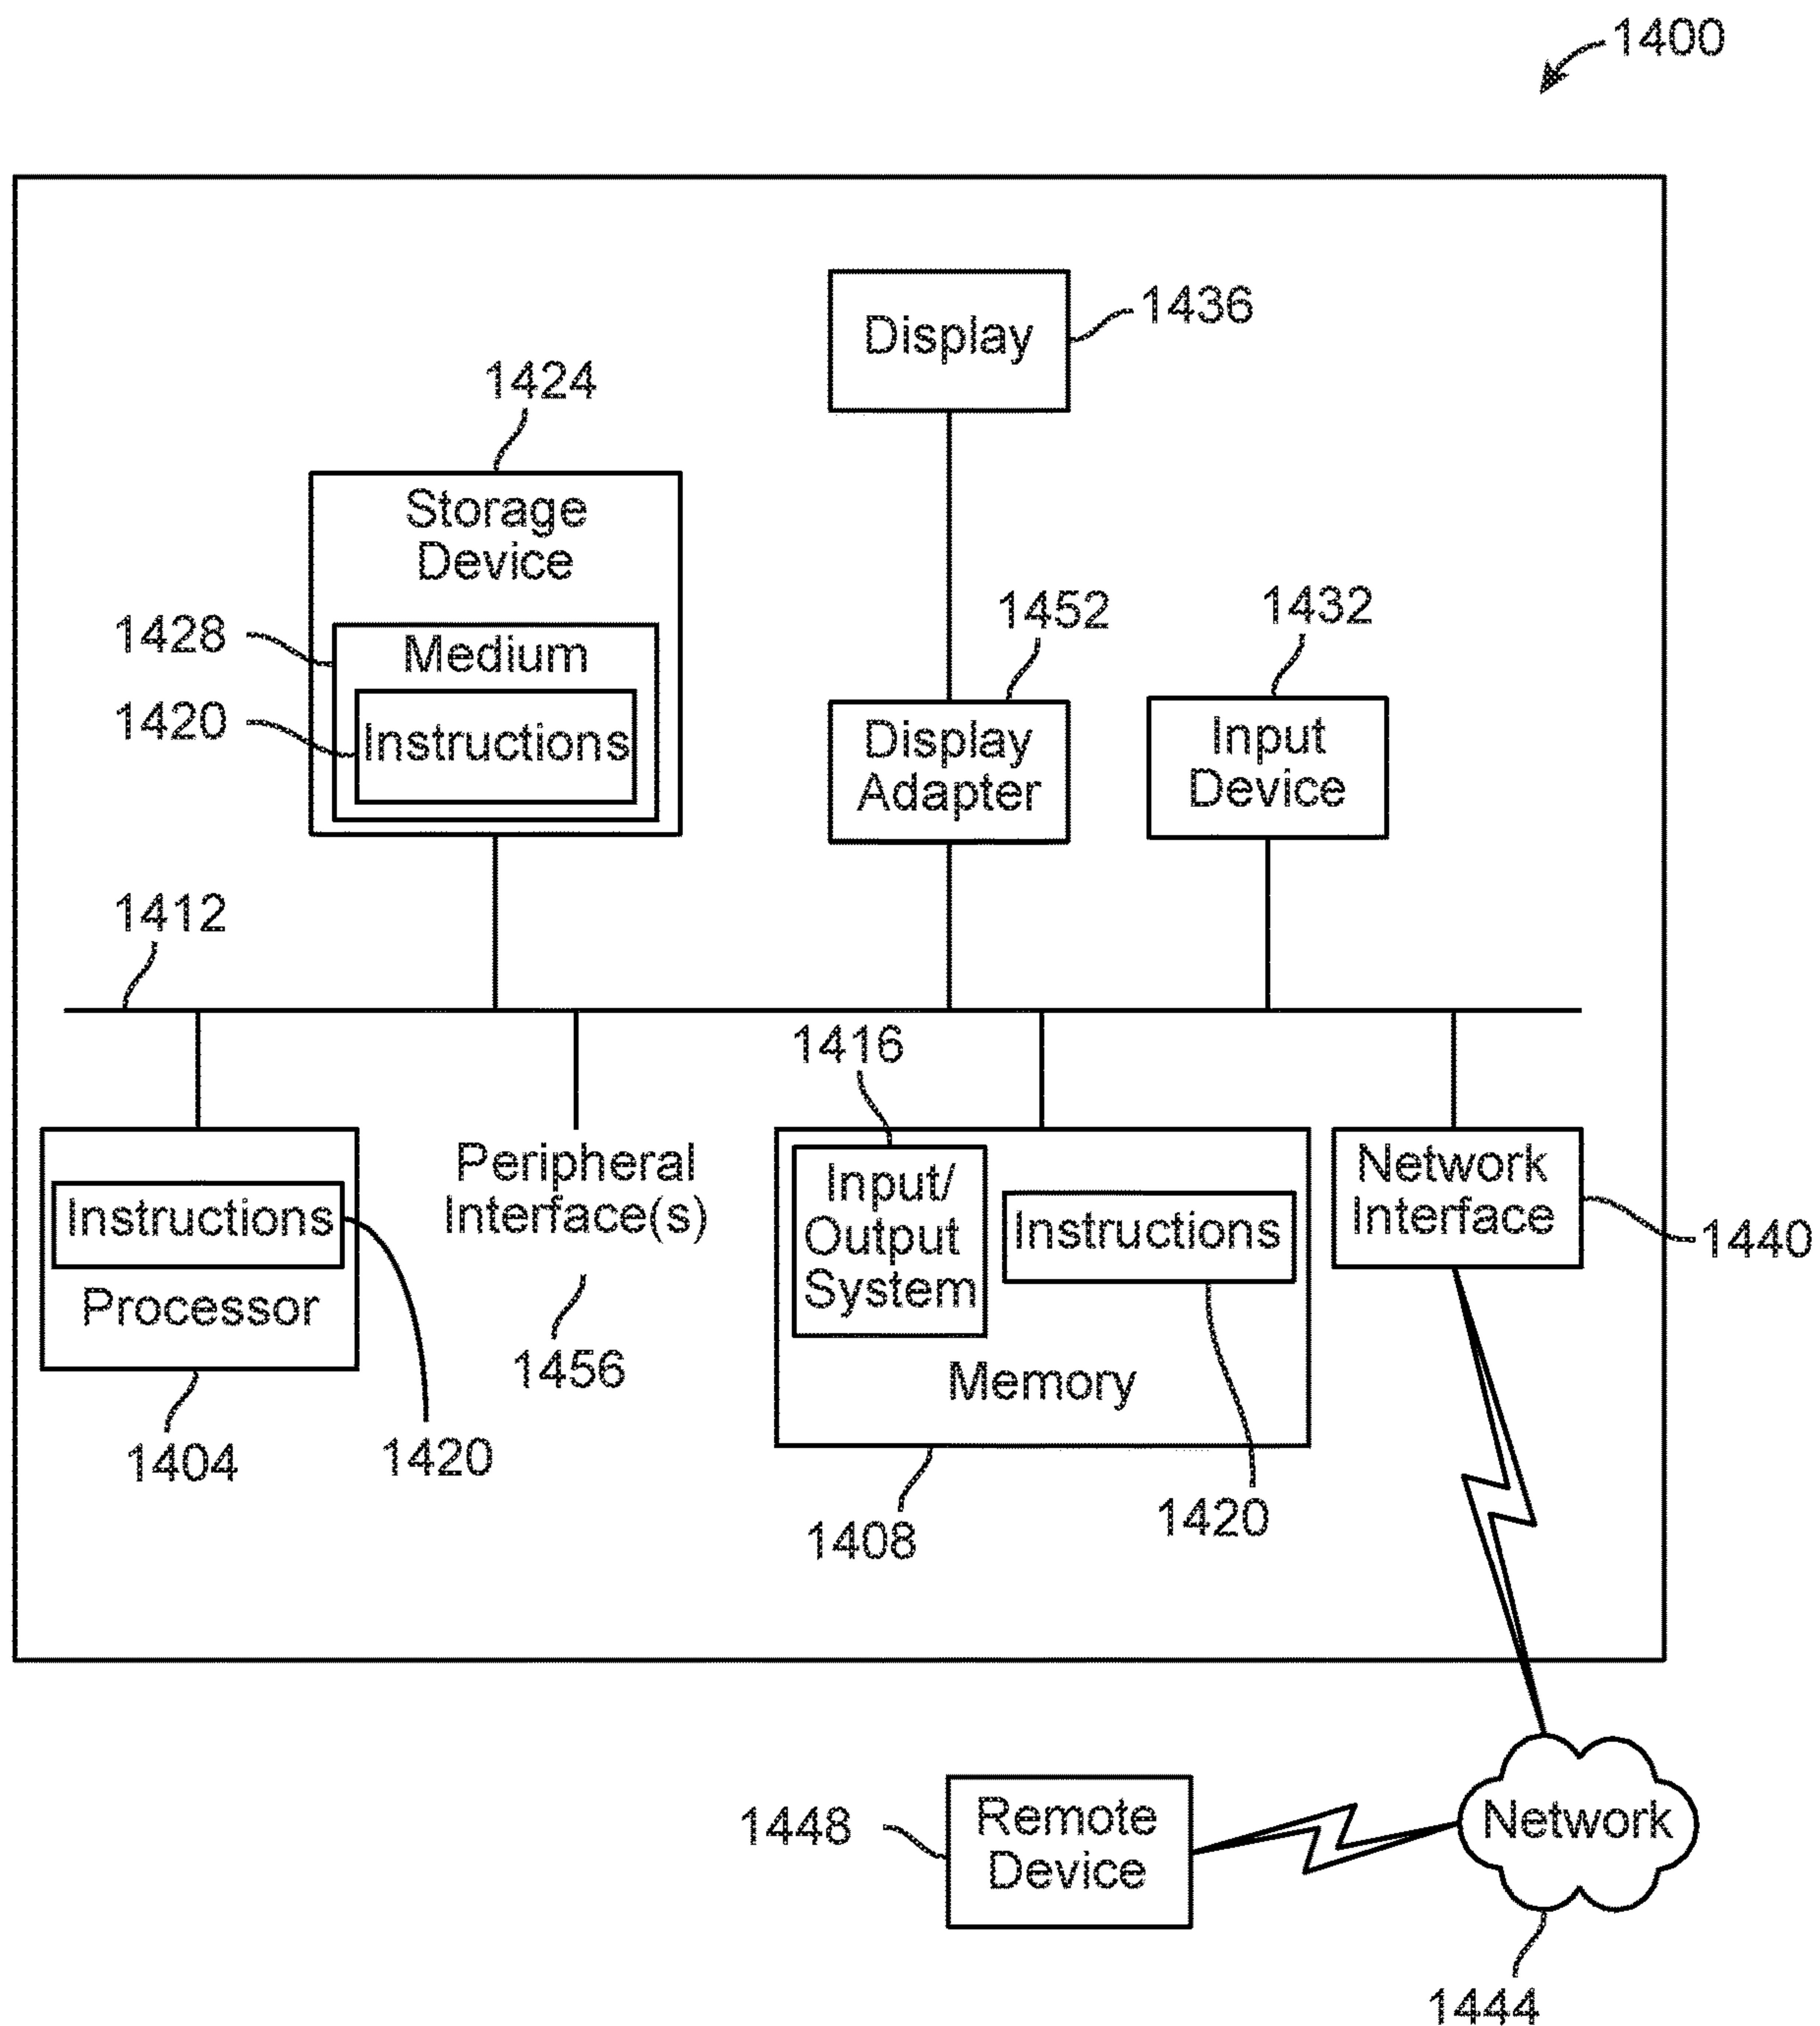 1400
Display
1436
1424
Storage
Device
1428
Medium
1420
Instructions
1452
Display
Adapter
1432
Input
Device
1412
1416
Instructions
Processor
1404
1420
Peripheral
Interface(s)
1456
Input/
Output
System
Instructions
Memory
1408
1420
Network
Interface
1440
1448
Remote
Device
Network
1444